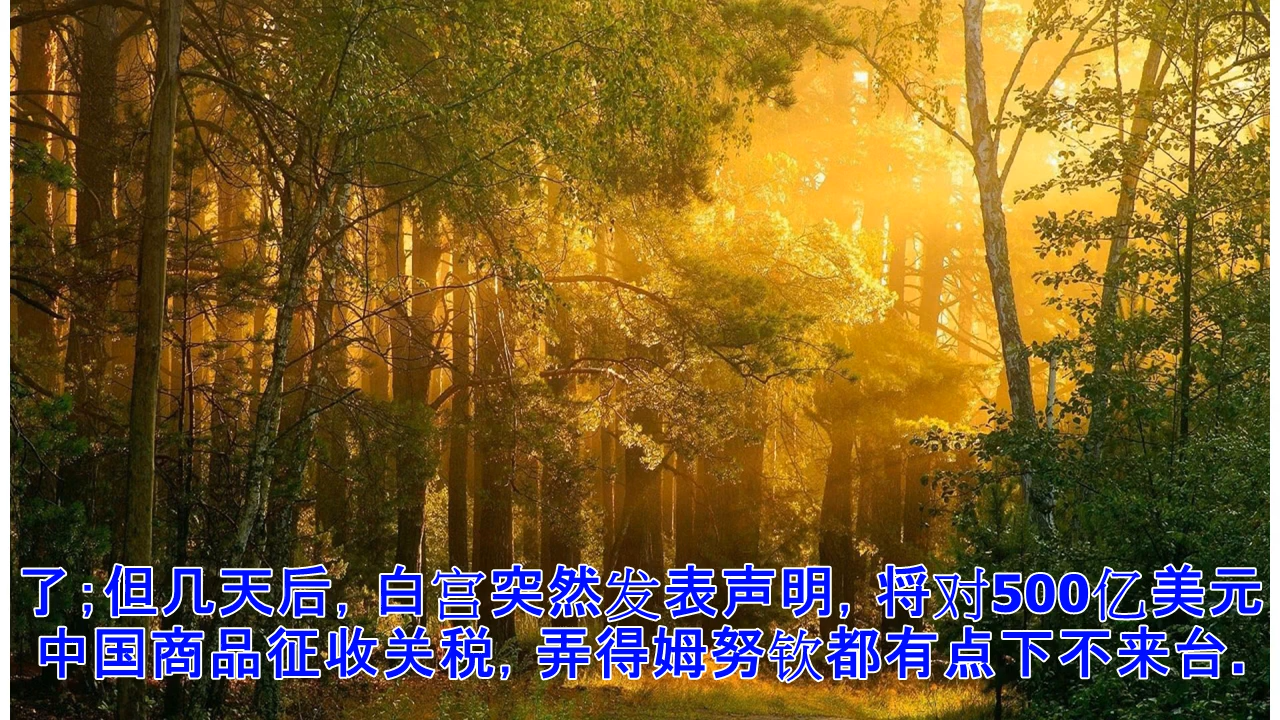 了;但几天后, 白宫突然发表声明, 将对500亿美元
中国商品征收关税, 弄得姆努钦都有点下不来台.